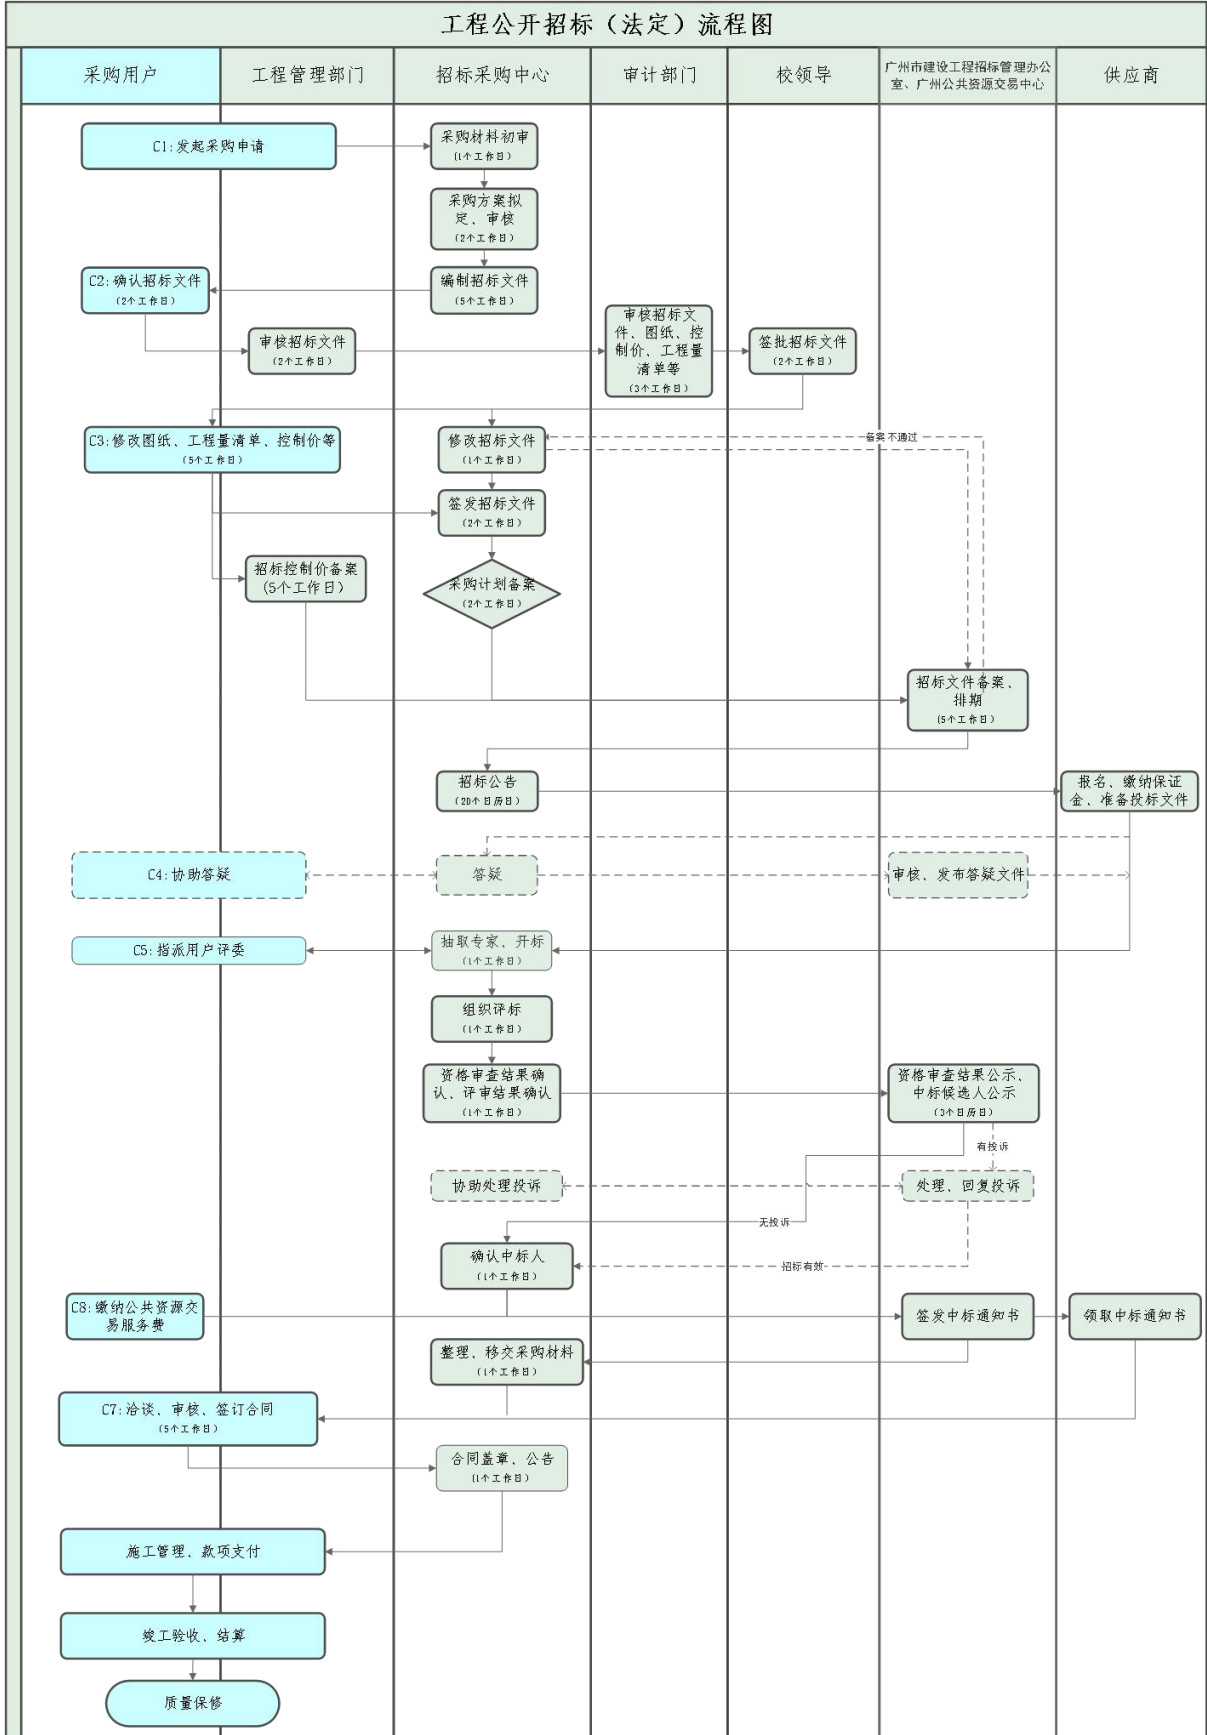 工程公开招标（法定）流程图
采购用户
工程管理部门
招标采购中心
审计部门
校领导
广州市建设工程招标管理办公
室、广州公共资源交易中心
供应商
C1:发起采购申请
采购材料初审
(1个工作日)
采购方案拟
定、审核
(2个工作日)
C2:确认招标文件
(2个工作日)
编制招标文件
(5个工作日)
审核招标文件
(2个工作日)
审核招标文
件、图纸、控
制价、工程量
清单等
(3个工作日)
签批招标文件
(2个工作日)
C3:修改图纸、工程量清单、控制价等
(5个工作日)
修改招标文件
(1个工作日)
备案不通过
签发招标文件
(2个工作日)
招标控制价备案
(5个工作日)
采购计划备案
(2个工作日)
招标文件备案、
排期
(5个工作日)
招标公告
(20个日历日)
报名、缴纳保证
金、准备投标文件
C4:协助答疑
答疑
审核、发布答疑文件
C5:指派用户评委
抽取专家、开标
(1个工作日)
组织评标
(1个工作日)
资格审查结果确
认、评审结果确认
(1个工作日)
资格审查结果公示、
中标候选人公示
(3个日历日)
有投诉
协助处理投诉
处理、回复投诉
无投诉
确认中标人
(1个工作日)
招标有效
C8:缴纳公共资源交
易服务费
签发中标通知书
领取中标通知书
整理、移交采购材料
(1个工作日)
C7:洽谈、审核、签订合同
(5个工作日)
合同盖章、公告
(1个工作日)
施工管理、款项支付
竣工验收、结算
质量保修